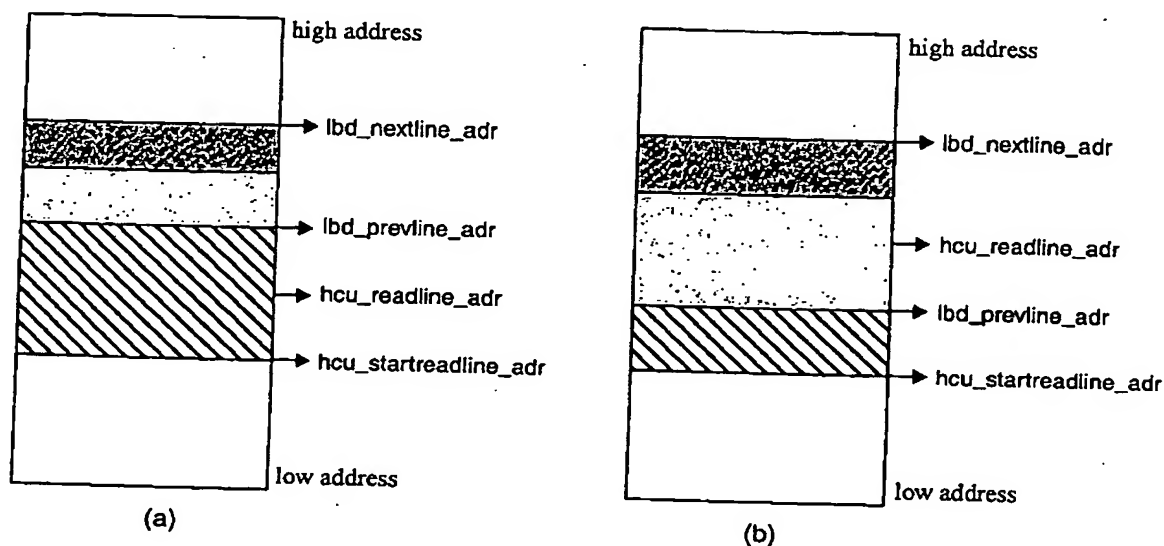 high address
lbd_nextline_adr
lbd_prevline_adr
hcu_readline_adr
hcu_startreadline_adr
low address
(a)
high address
lbd_nextline_adr
hcu_readline_adr
lbd_prevline_adr
hcu_startreadline_adr
low address
(b)